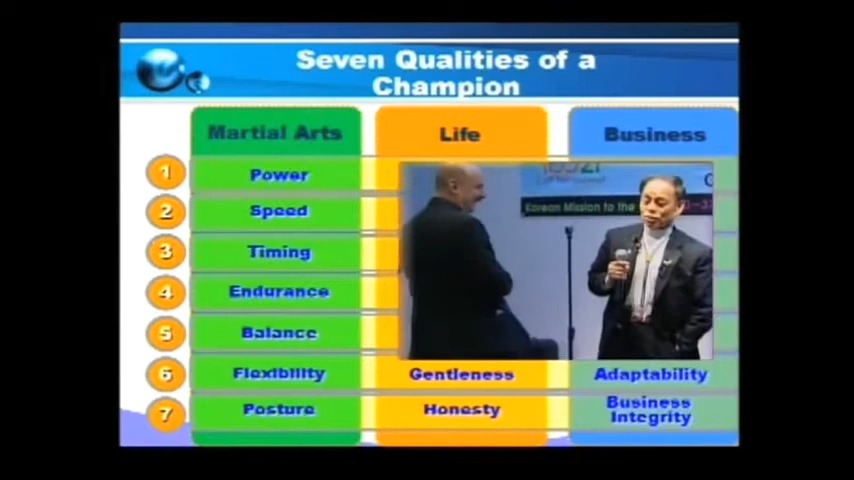 Seven Qualities of a
Champion
Martial Arts
Life
Business
1
Power
2
Speed
3
Timing
4
Endurance
5
Balance
6
Flexibility
Gentleness
Adaptability
7
Posture
Honesty
Business
Integrity
Korean Mission to the